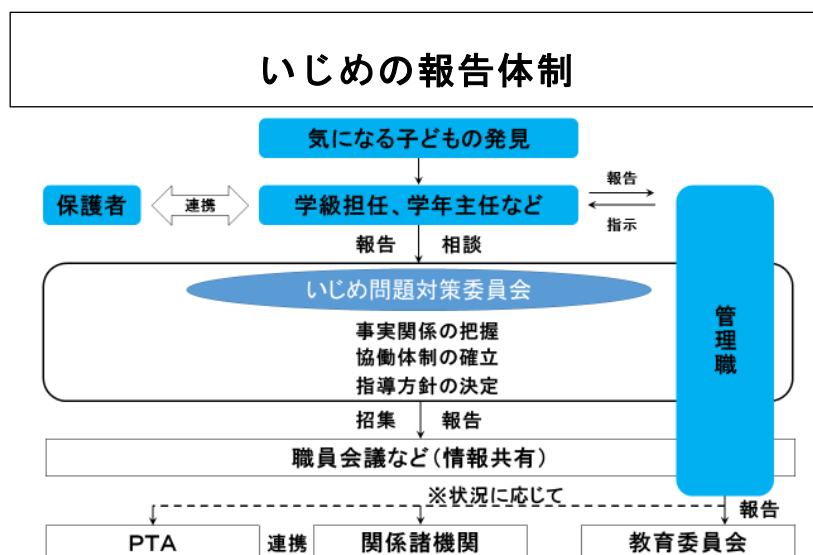 いじめの報告体制
気になる子どもの発見
保護者
連携
学級担任、学年主任など
報告
指示
報告 相談
いじめ問題対策委員会
事実関係の把握
協働体制の確立
指導方針の決定
管理職
招集 報告
職員会議など(情報共有)
※状況に応じて
報告
PTA
連携
関係諸機関
教育委員会